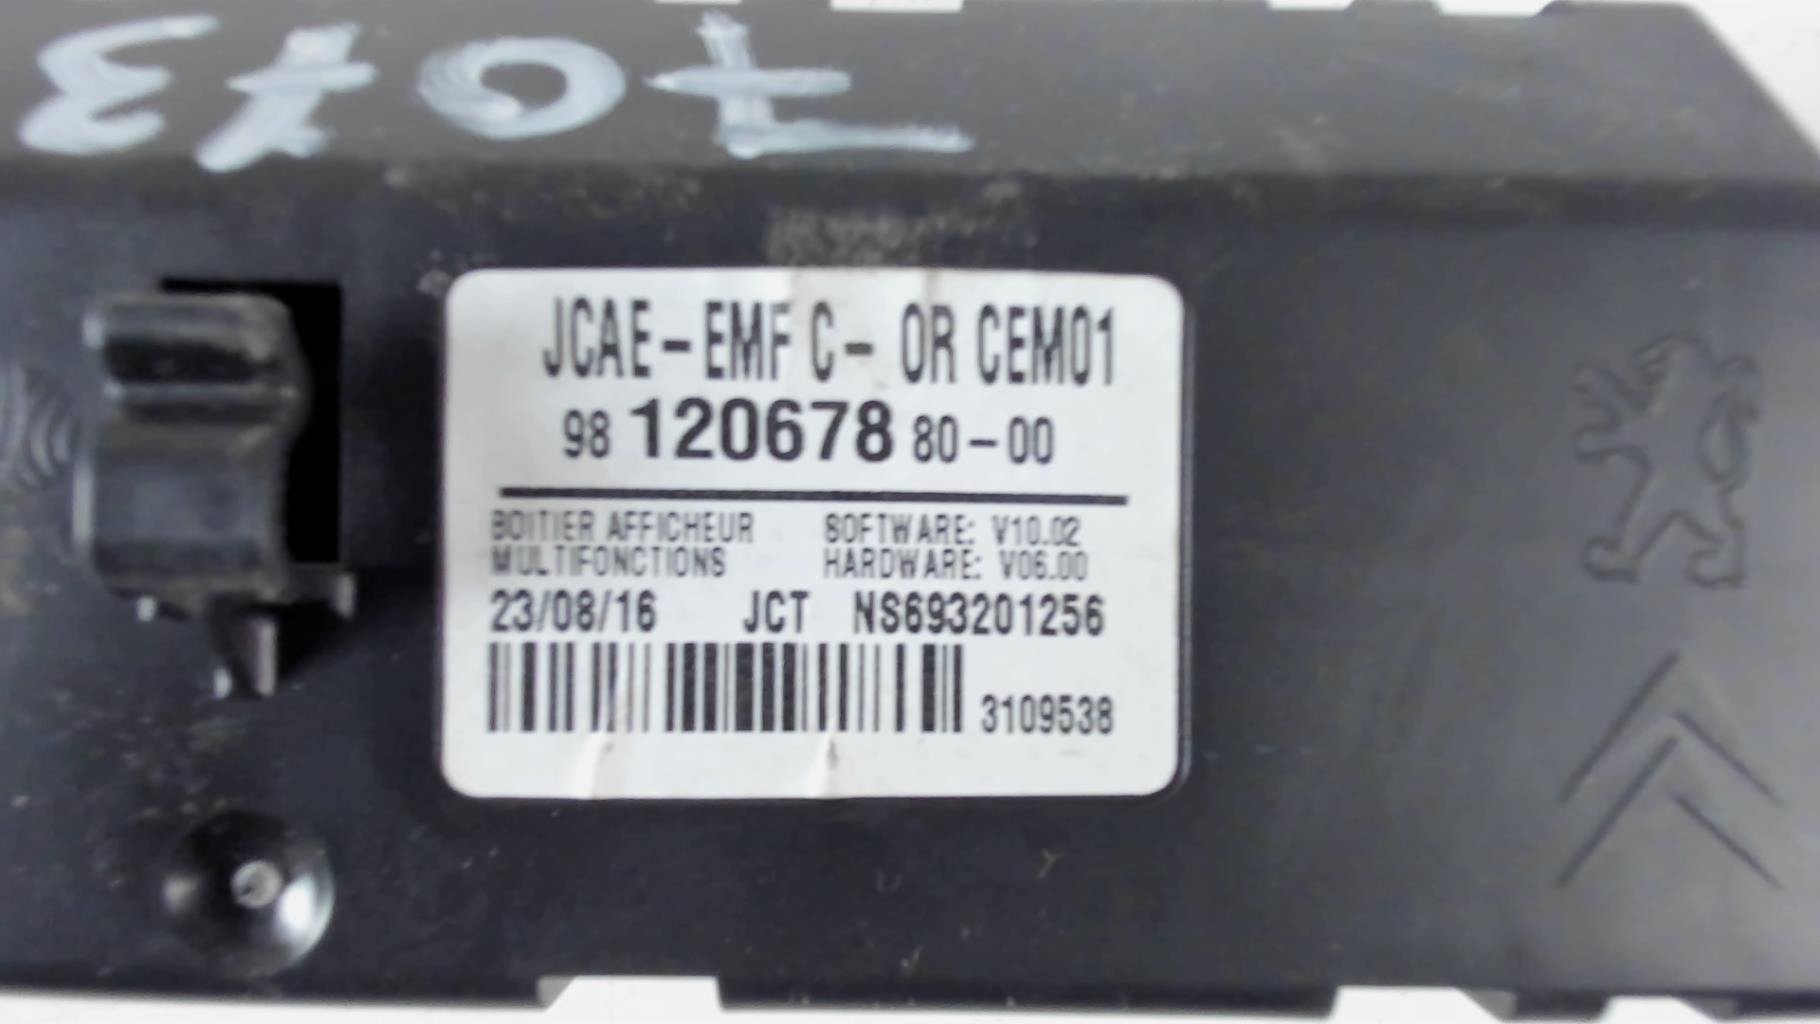 7073
JCAE-EMF C- OR CEM01
98 120678 80-00
BOITIER AFFICHEUR SOFTWARE: V10.02
MULTIFONCTIONS HARDWARE: V06.00
23/08/16 JCT NS693201256
3109538